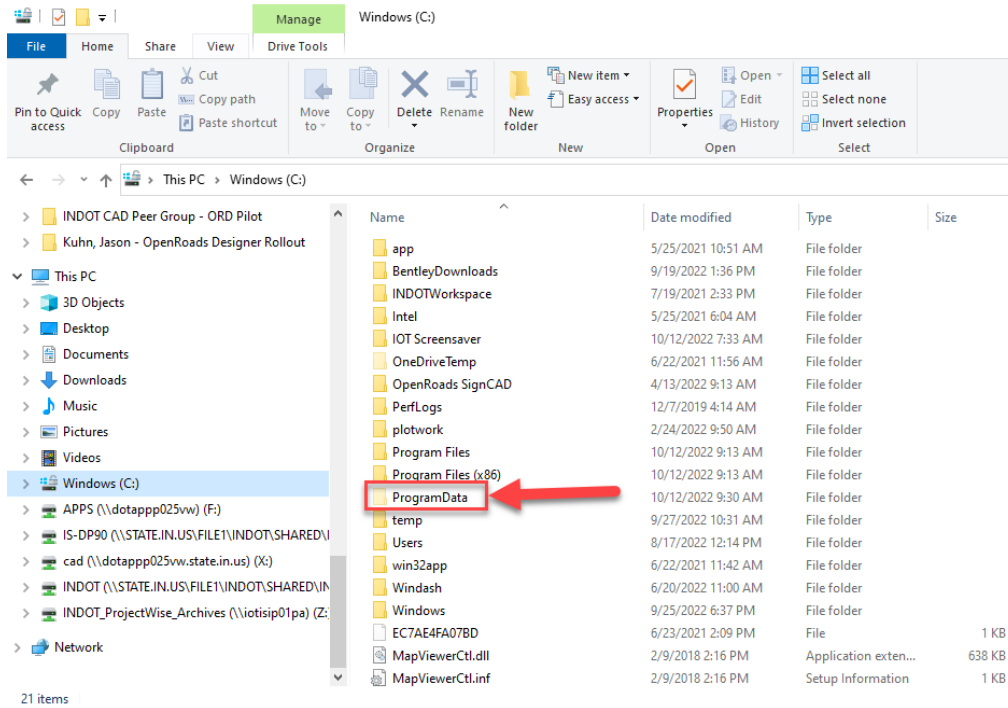 Manage Windows (C:)
File Home Share View Drive Tools
Pin to Quick access
Copy
Paste
Cut
Copy path
Paste shortcut
Clipboard
Move to
Copy to
Delete
Rename
Organize
New folder
New item
Easy access
New
Properties
Open
Edit
History
Open
Select all
Select none
Invert selection
Select
This PC Windows (C:)
INDOT CAD Peer Group - ORD Pilot
Kuhn, Jason - OpenRoads Designer Rollout
This PC
3D Objects
Desktop
Documents
Downloads
Music
Pictures
Videos
Windows (C:)
APPS (\\dotappp025vw) (F:)
IS-DP90 (\\STATE.IN.US\FILE1\INDOT\SHARED\I
cad (\\dotappp025vw.state.in.us) (X:)
INDOT (\\STATE.IN.US\FILE1\INDOT\SHARED\IN
INDOT_ProjectWise_Archives (\\iotisip01pa) (Z:
Network
Name Date modified Type Size
app 5/25/2021 10:51 AM File folder
BentleyDownloads 9/19/2022 1:36 PM File folder
INDOTWorkspace 7/19/2021 2:33 PM File folder
Intel 5/25/2021 6:04 AM File folder
IOT Screensaver 10/12/2022 7:33 AM File folder
OneDriveTemp 6/22/2021 11:56 AM File folder
OpenRoads SignCAD 4/13/2022 9:13 AM File folder
PerfLogs 12/7/2019 4:14 AM File folder
plotwork 2/24/2022 9:50 AM File folder
Program Files 10/12/2022 9:13 AM File folder
Program Files (x86) 10/12/2022 9:13 AM File folder
ProgramData 10/12/2022 9:30 AM File folder
temp 9/27/2022 10:31 AM File folder
Users 8/17/2022 12:14 PM File folder
win32app 6/22/2021 11:42 AM File folder
Windash 6/20/2022 11:00 AM File folder
Windows 9/25/2022 6:37 PM File folder
EC7AE4FA07BD 6/23/2021 2:09 PM File 1 KB
MapViewerCtl.dll 2/9/2018 2:16 PM Application exten... 638 KB
MapViewerCtl.inf 2/9/2018 2:16 PM Setup Information 1 KB
21 items